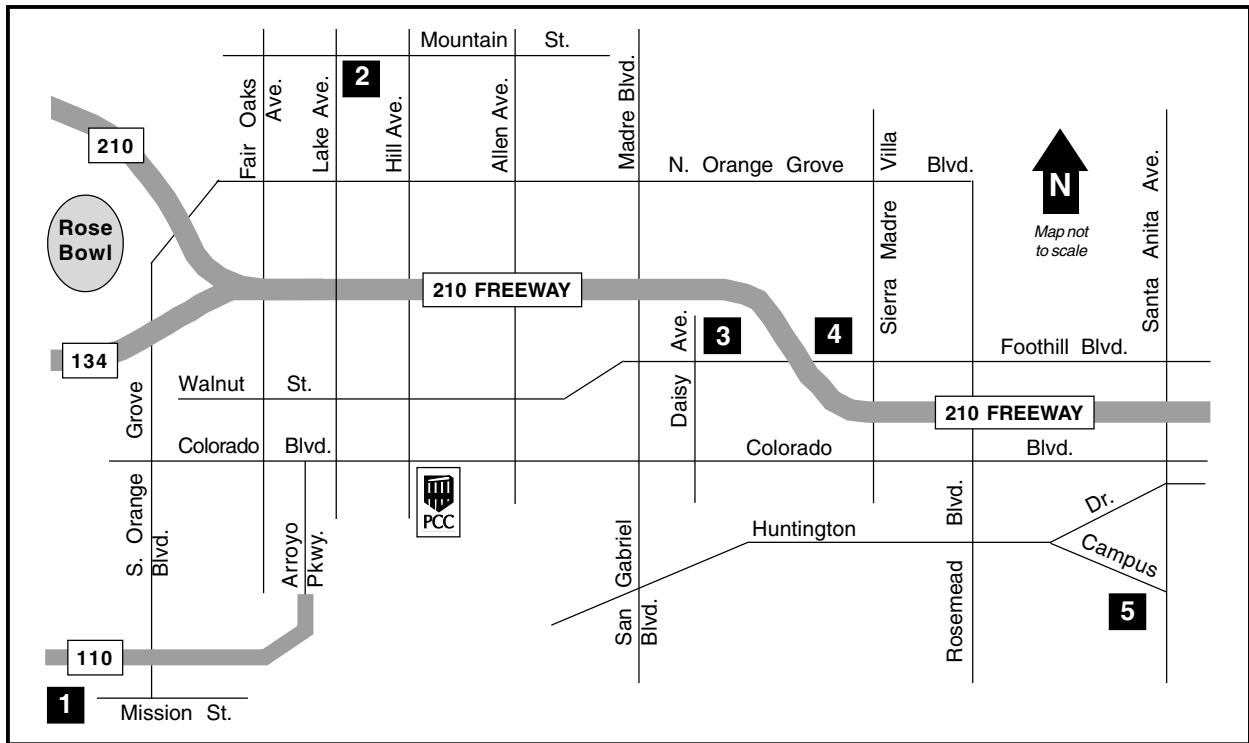 Mountain St.
2
Fair Oaks
Ave.
Lake Ave.
Hill Ave.
Allen Ave.
Madre Blvd.
210
N. Orange Grove Blvd.
Villa
Sierra Madre
N
Map not
to scale
Santa Anita Ave.
Rose
Bowl
210 FREEWAY
134
3
4
Daisy Ave.
Foothill Blvd.
Walnut St.
210 FREEWAY
Grove
S. Orange
Blvd.
Colorado Blvd.
Colorado Blvd.
PCC
Arroyo
Pkwy.
San Gabriel
Blvd.
Huntington Dr.
Rosemead Blvd.
Campus
5
110
1
Mission St.